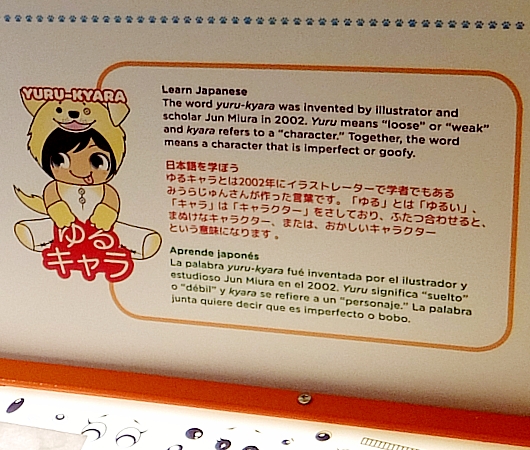 YURU-KYARA
ゆる
キャラ
Learn Japanese
The word yuru-kyara was invented by illustrator and
scholar Jun Miura in 2002. Yuru means "loose" or "weak"
and kyara refers to a "character." Together, the word
means a character that is imperfect or goofy.
日本語を学ぼう
ゆるキャラとは2002年にイラストレーターで学者でもある
みうらじゅんさんが作った言葉です。「ゆる」とは「ゆるい」、
「キャラ」は「キャラクター」をさしており、ふたつ合わせると、
まぬけなキャラクター、または、おかしいキャラクター
という意味になります。
Aprende japonés
La palabra yuru-kyara fué inventada por el ilustrador y
estudioso Jun Miura en el 2002. Yuru significa "suelto"
o "débil" y kyara se refiere a un "personaje." La palabra
junta quiere decir que es imperfecto o bobo.